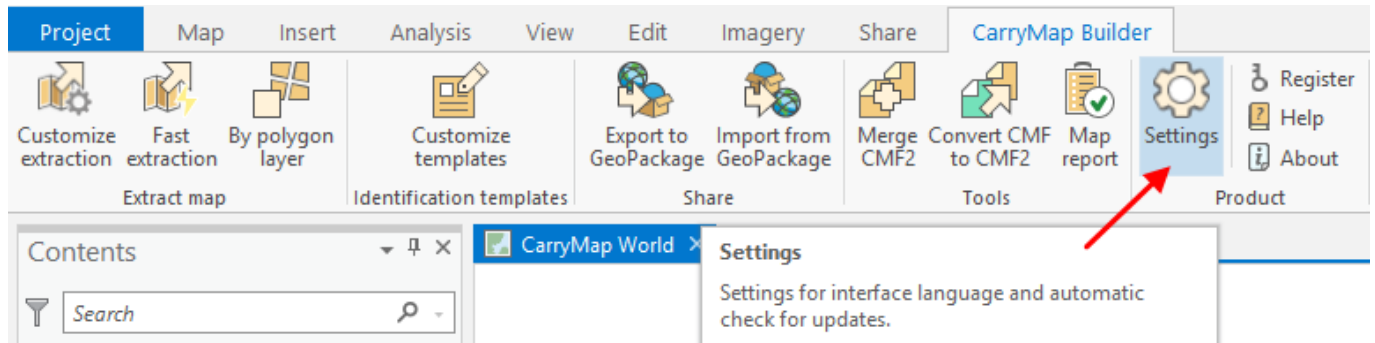 Project Map Insert Analysis View Edit Imagery Share CarryMap Builder
Customize extraction
Fast extraction
By polygon layer
Extract map
Customize templates
Identification templates
Export to GeoPackage
Import from GeoPackage
Share
Merge CMF2
Convert CMF to CMF2
Map report
Tools
Settings
Register
Help
About
Product
Contents
Search
CarryMap World
Settings
Settings for interface language and automatic
check for updates.